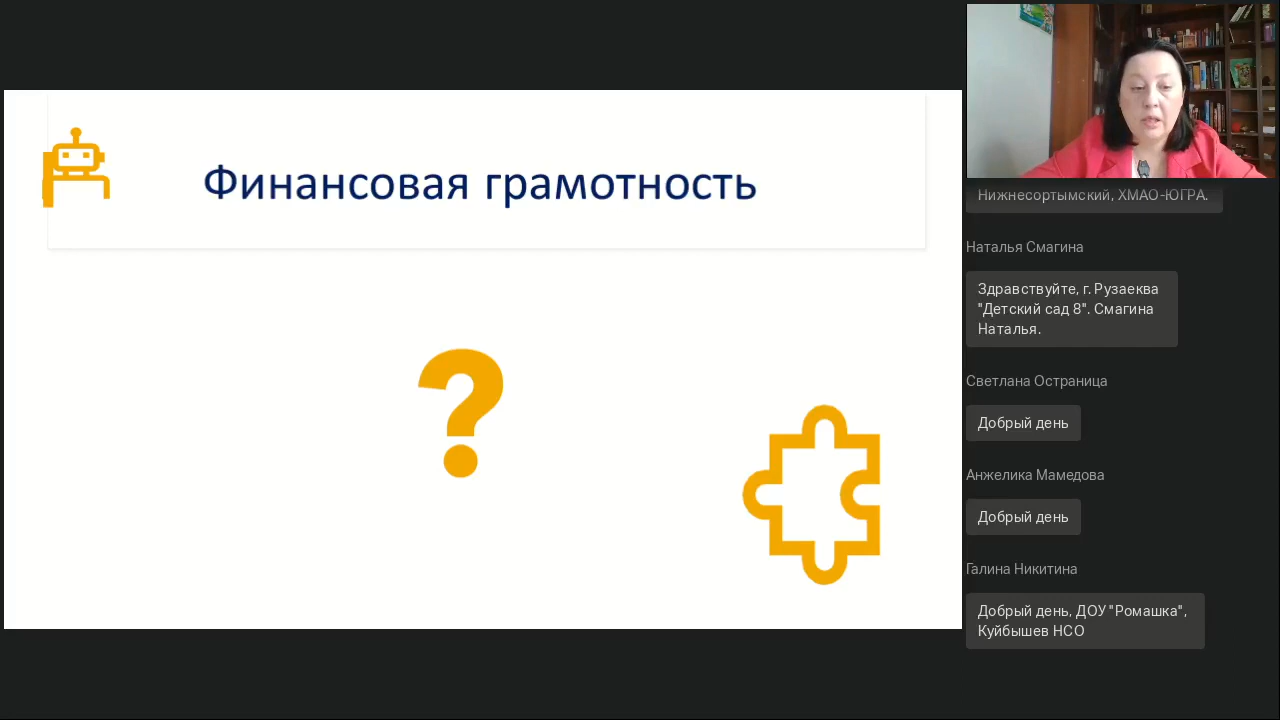 Финансовая грамотность
?
Нижнесортымский, ХМАО-ЮГРА.
Наталья Смагина
Здравствуйте, г. Рузаеква
"Детский сад 8". Смагина
Наталья.
Светлана Остраница
Добрый день
Анжелика Мамедова
Добрый день
Галина Никитина
Добрый день, ДОУ "Ромашка",
Куйбышев НСО